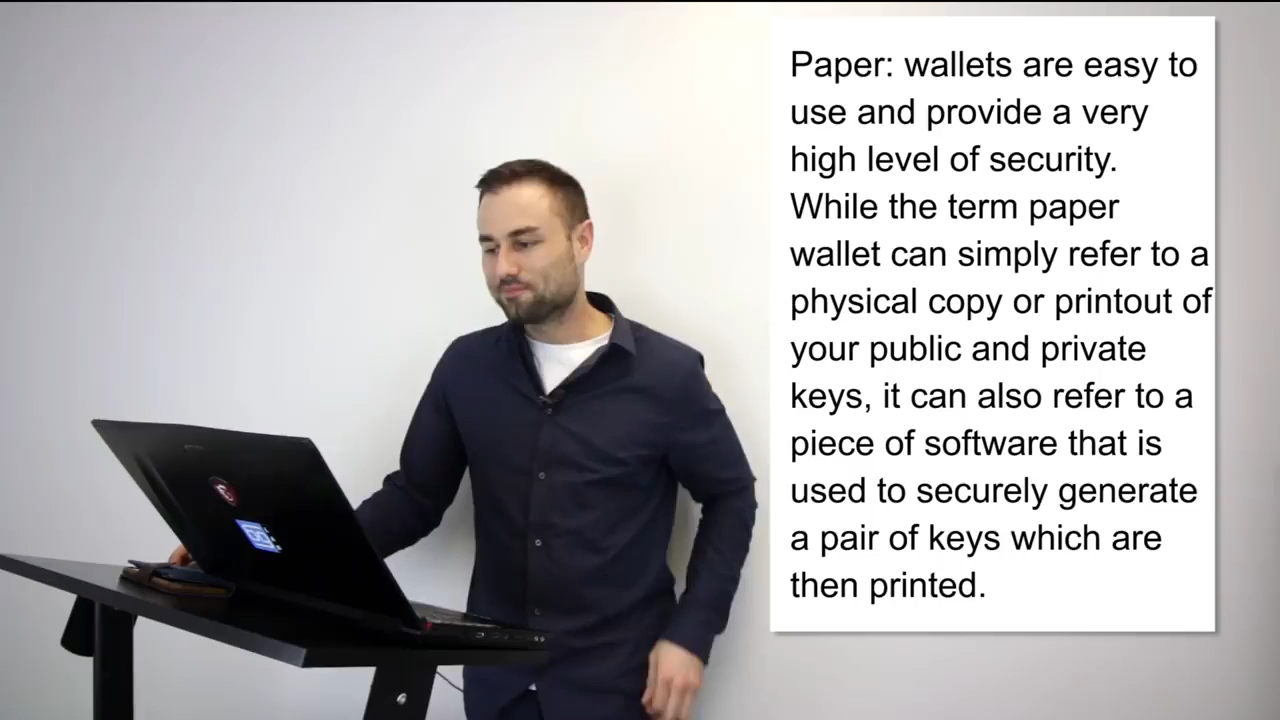 Paper: wallets are easy to
use and provide a very
high level of security.
While the term paper
wallet can simply refer to a
physical copy or printout of
your public and private
keys, it can also refer to a
piece of software that is
used to securely generate
a pair of keys which are
then printed.